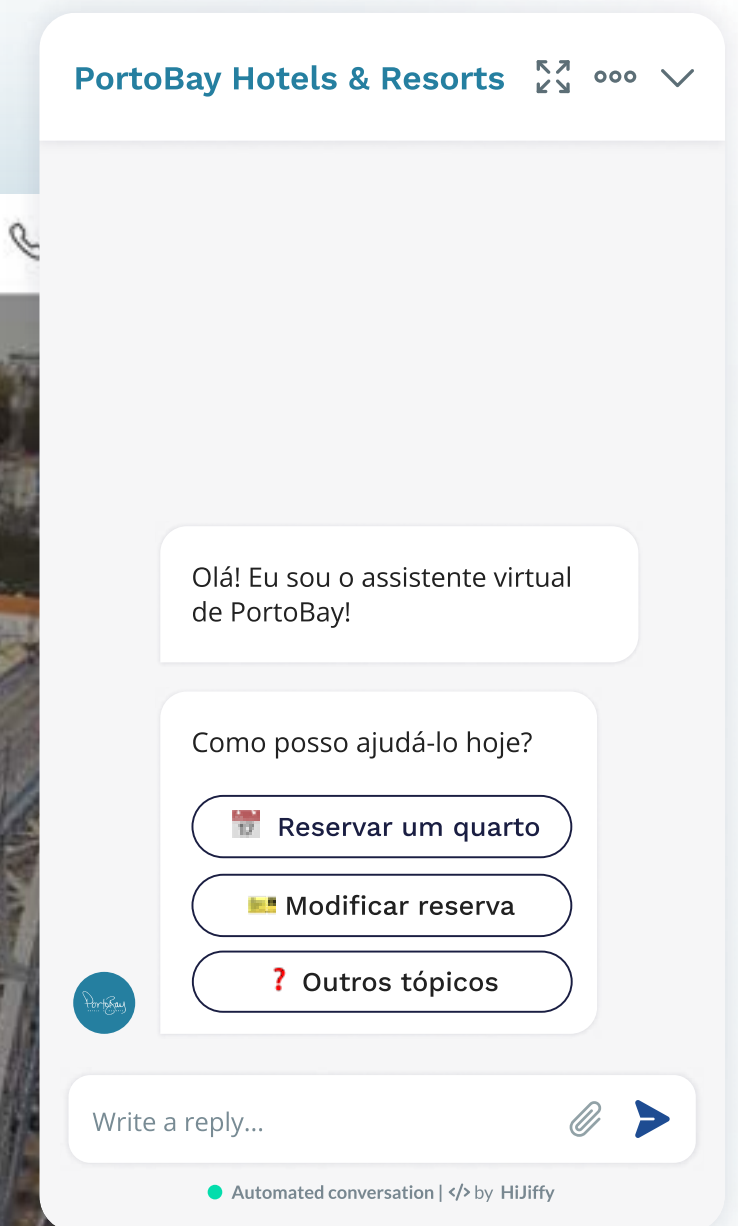 PortoBay Hotels & Resorts
Olá! Eu sou o assistente virtual
de PortoBay!
Como posso ajudá-lo hoje?
Reservar um quarto
Modificar reserva
❓ Outros tópicos
PortoBay
Write a reply...
Automated conversation | </> by HiJiffy